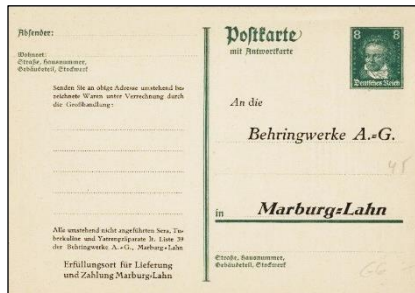 Absender:
Wohnort:
Straße, Hausnummer,
Gebäudeteil, Stockwerk
Senden Sie an obige Adresse umstehend be-
zeichnete Waren unter Verrechnung durch
die Großhandlung:
Alle umstehend nicht angeführten Sera, Tu-
berkuline und Yatrenpräparate lt. Liste 29
der Behringwerke A.=G., Marburg=Lahn
Erfüllungsort für Lieferung
und Zahlung Marburg-Lahn
Postkarte
mit Antwortkarte
8 8
Deutsches Reich
An die
Behringwerke A.=G.
45
in Marburg=Lahn
Straße, Hausnummer,
Gebäudeteil, Stockwerk